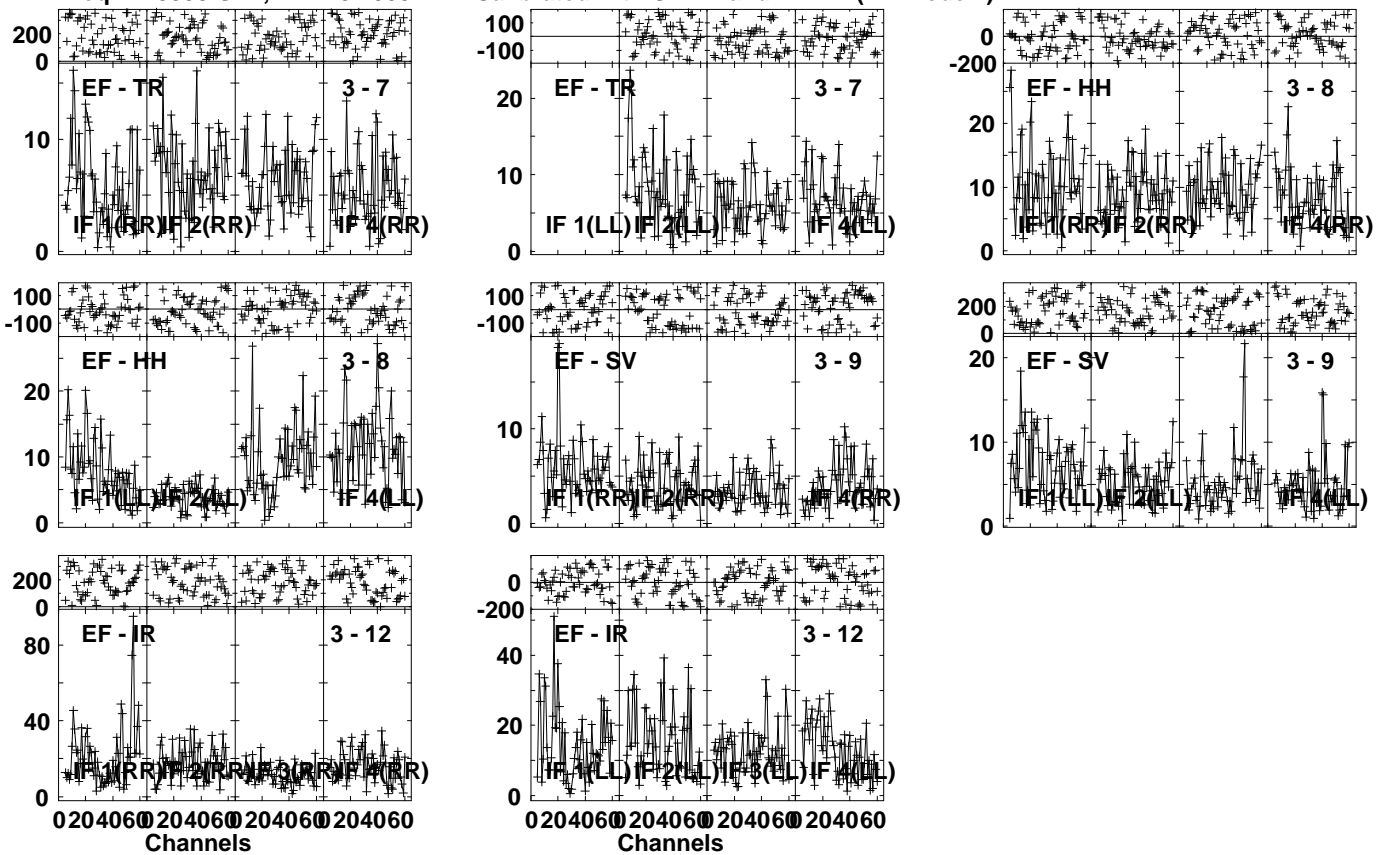 200
0
100
-100
0
-200
EF - TR 3 - 7
EF - TR 3 - 7
EF - HH 3 - 8
10
0
20
10
0
20
10
0
IF 1(RR) IF 2(RR) IF 4(RR)
IF 1(LL) IF 2(LL) IF 4(LL)
IF 1(RR) IF 2(RR) IF 4(RR)
100
-100
100
-100
200
0
EF - HH 3 - 8
EF - SV 3 - 9
EF - SV 3 - 9
20
10
0
10
0
20
10
0
IF 1(LL) IF 2(LL) IF 4(LL)
IF 1(RR) IF 2(RR) IF 4(RR)
IF 1(LL) IF 2(LL) IF 4(LL)
200
0
0
-200
EF - IR 3 - 12
EF - IR 3 - 12
80
40
0
40
20
0
IF 1(RR) IF 2(RR) IF 3(RR) IF 4(RR)
IF 1(LL) IF 2(LL) IF 3(LL) IF 4(LL)
0 20 40 60 0 20 40 60 0 20 40 60 0 20 40 60
0 20 40 60 0 20 40 60 0 20 40 60 0 20 40 60
Channels
Channels